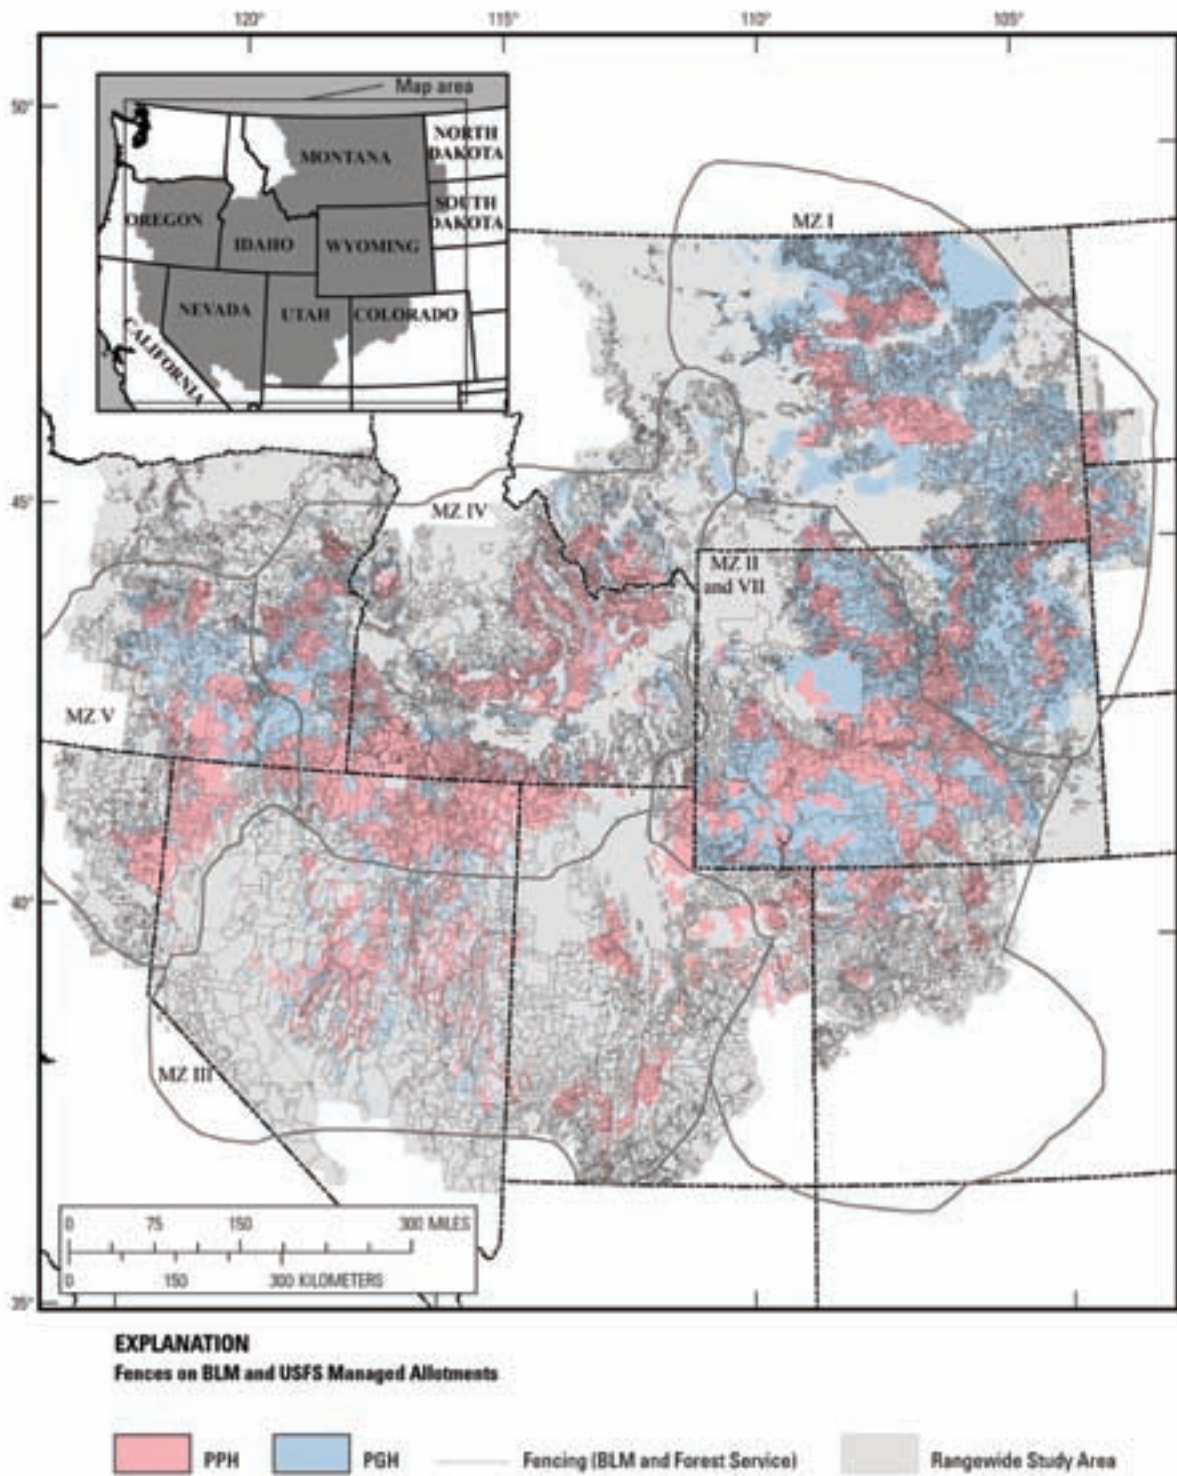 120° 115° 110° 105°
50°
Map area
NORTH
DAKOTA
MONTANA
SOUTH
DAKOTA
OREGON
IDAHO
WYOMING
NEVADA
UTAH
COLORADO
CALIFORNIA
MZ I
45°
MZ IV
MZ II
and VII
MZ V
40°
MZ III
0 75 150 300 MILES
0 150 300 KILOMETERS
35°
EXPLANATION
Fences on BLM and USFS Managed Allotments
PPH PGH Fencing (BLM and Forest Service) Rangewide Study Area